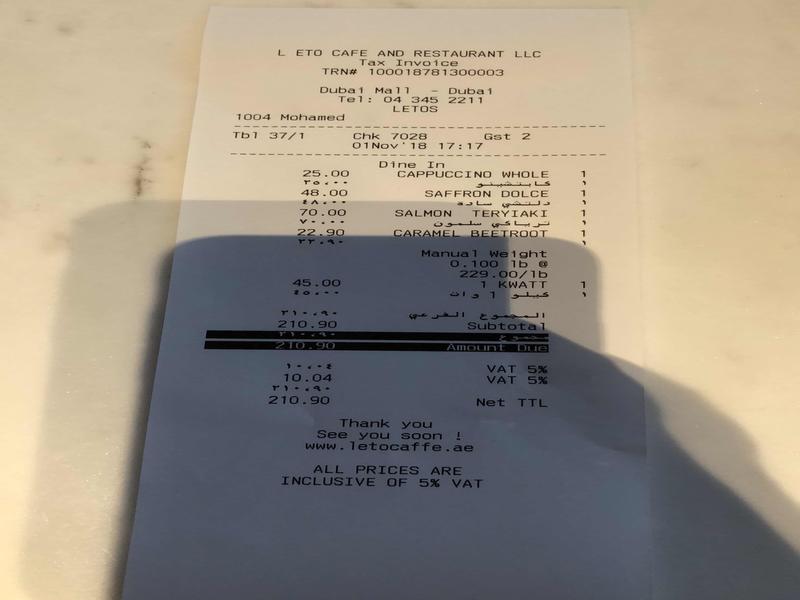 L ETO CAFE AND RESTAURANT LLC
Tax Invoice
TRN# 100018781300003
Dubai Mall - Dubai
Tel: 04 345 2211
LETOS
1004 Mohamed
Tbl 37/1 Chk 7028 Gst 2
01Nov'18 17:17
Dine In
25.00 CAPPUCCINO WHOLE 1
٢٥،٠٠ كابتشينو ١
48.00 SAFFRON DOLCE 1
٤٨،٠٠ دلتشي سادة ١
70.00 SALMON TERYIAKI 1
٧٠،٠٠ ترياكي سلمون ١
22.90 CARAMEL BEETROOT 1
٢٢،٩٠ ١
Manual Weight
0.100 lb @
229.00/lb
45.00 1 KWATT 1
٤٥،٠٠ كيلو 1 وات ١
٢١٠،٩٠ المجموع الفرعي
210.90 Subtotal
٢١٠،٩٠ مجموع
210.90 Amount Due
١٠،٠٤ VAT 5%
10.04 VAT 5%
٢١٠،٩٠
210.90 Net TTL
Thank you
See you soon !
www.letocaffe.ae
ALL PRICES ARE
INCLUSIVE OF 5% VAT